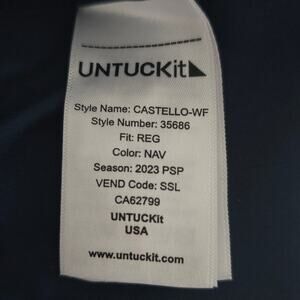 UNTUCKit
Style Name: CASTELLO-WF
Style Number: 35686
Fit: REG
Color: NAV
Season: 2023 PSP
VEND Code: SSL
CA62799
UNTUCKit
USA
www.untuckit.com